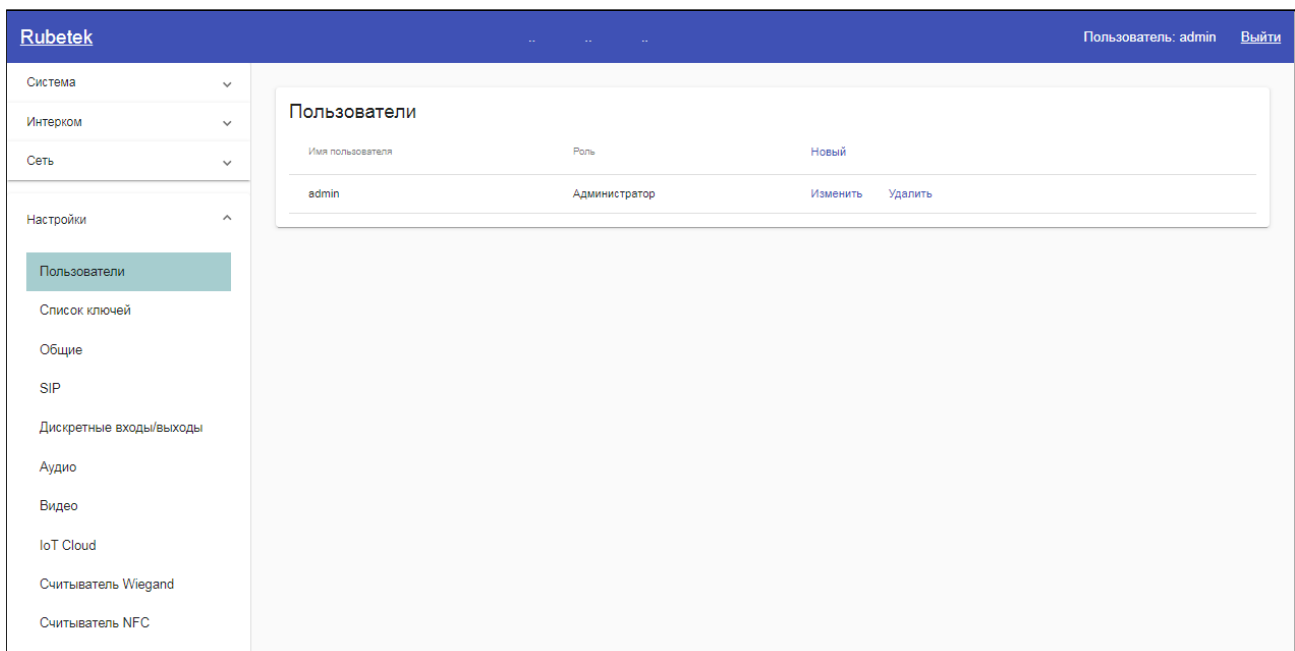 Rubetek
.. .. ..
Пользователь: admin Выйти
Система
Интерком
Сеть
Настройки
Пользователи
Список ключей
Общие
SIP
Дискретные входы/выходы
Аудио
Видео
IoT Cloud
Считыватель Wiegand
Считыватель NFC
Пользователи
Имя пользователя Роль Новый
admin Администратор Изменить Удалить